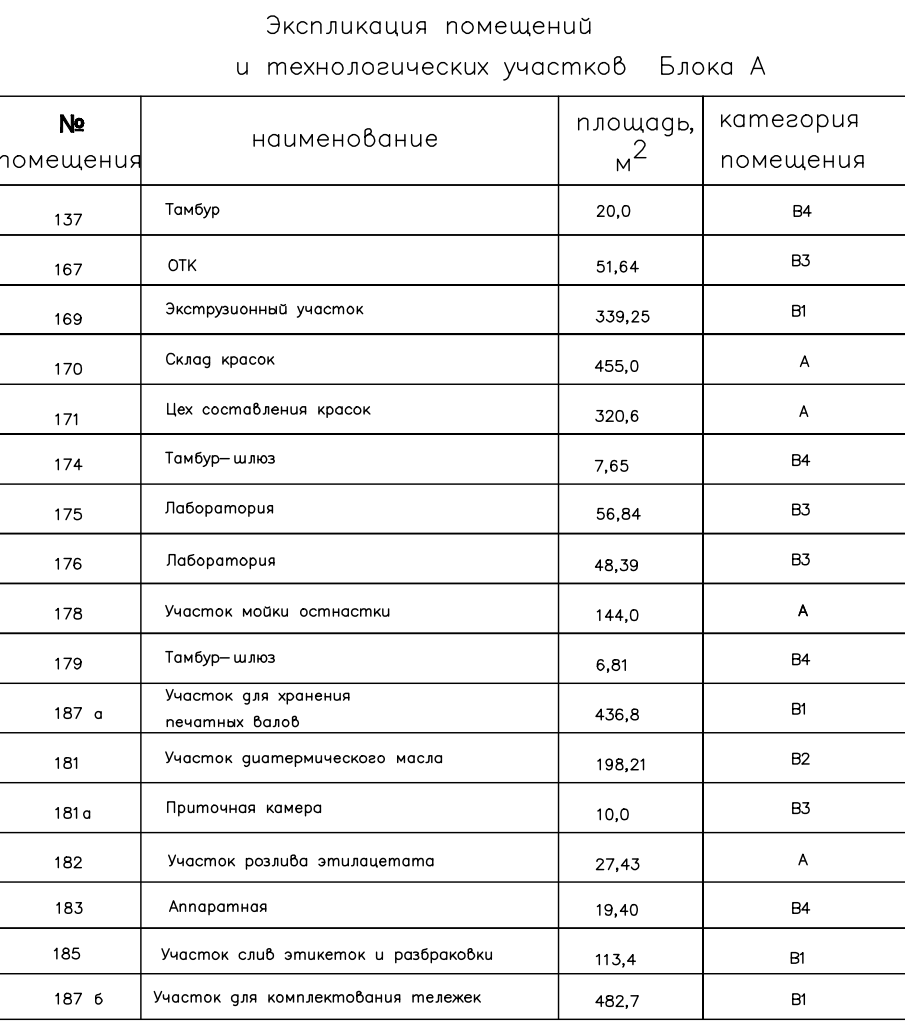 Экспликация помещений
и технологических участков Блока А
№ помещения наименование площадь, м2 категория помещения
137 Тамбур 20,0 В4
167 ОТК 51,64 В3
169 Экструзионный участок 339,25 В1
170 Склад красок 455,0 А
171 Цех составления красок 320,6 А
174 Тамбур–шлюз 7,65 В4
175 Лаборатория 56,84 В3
176 Лаборатория 48,39 В3
178 Участок мойки остнастки 144,0 А
179 Тамбур–шлюз 6,81 В4
187 а Участок для хранения печатных валов 436,8 В1
181 Участок диатермического масла 198,21 В2
181а Приточная камера 10,0 В3
182 Участок розлива этилацетата 27,43 А
183 Аппаратная 19,40 В4
185 Участок слив этикеток и разбраковки 113,4 В1
187 б Участок для комплектования тележек 482,7 В1